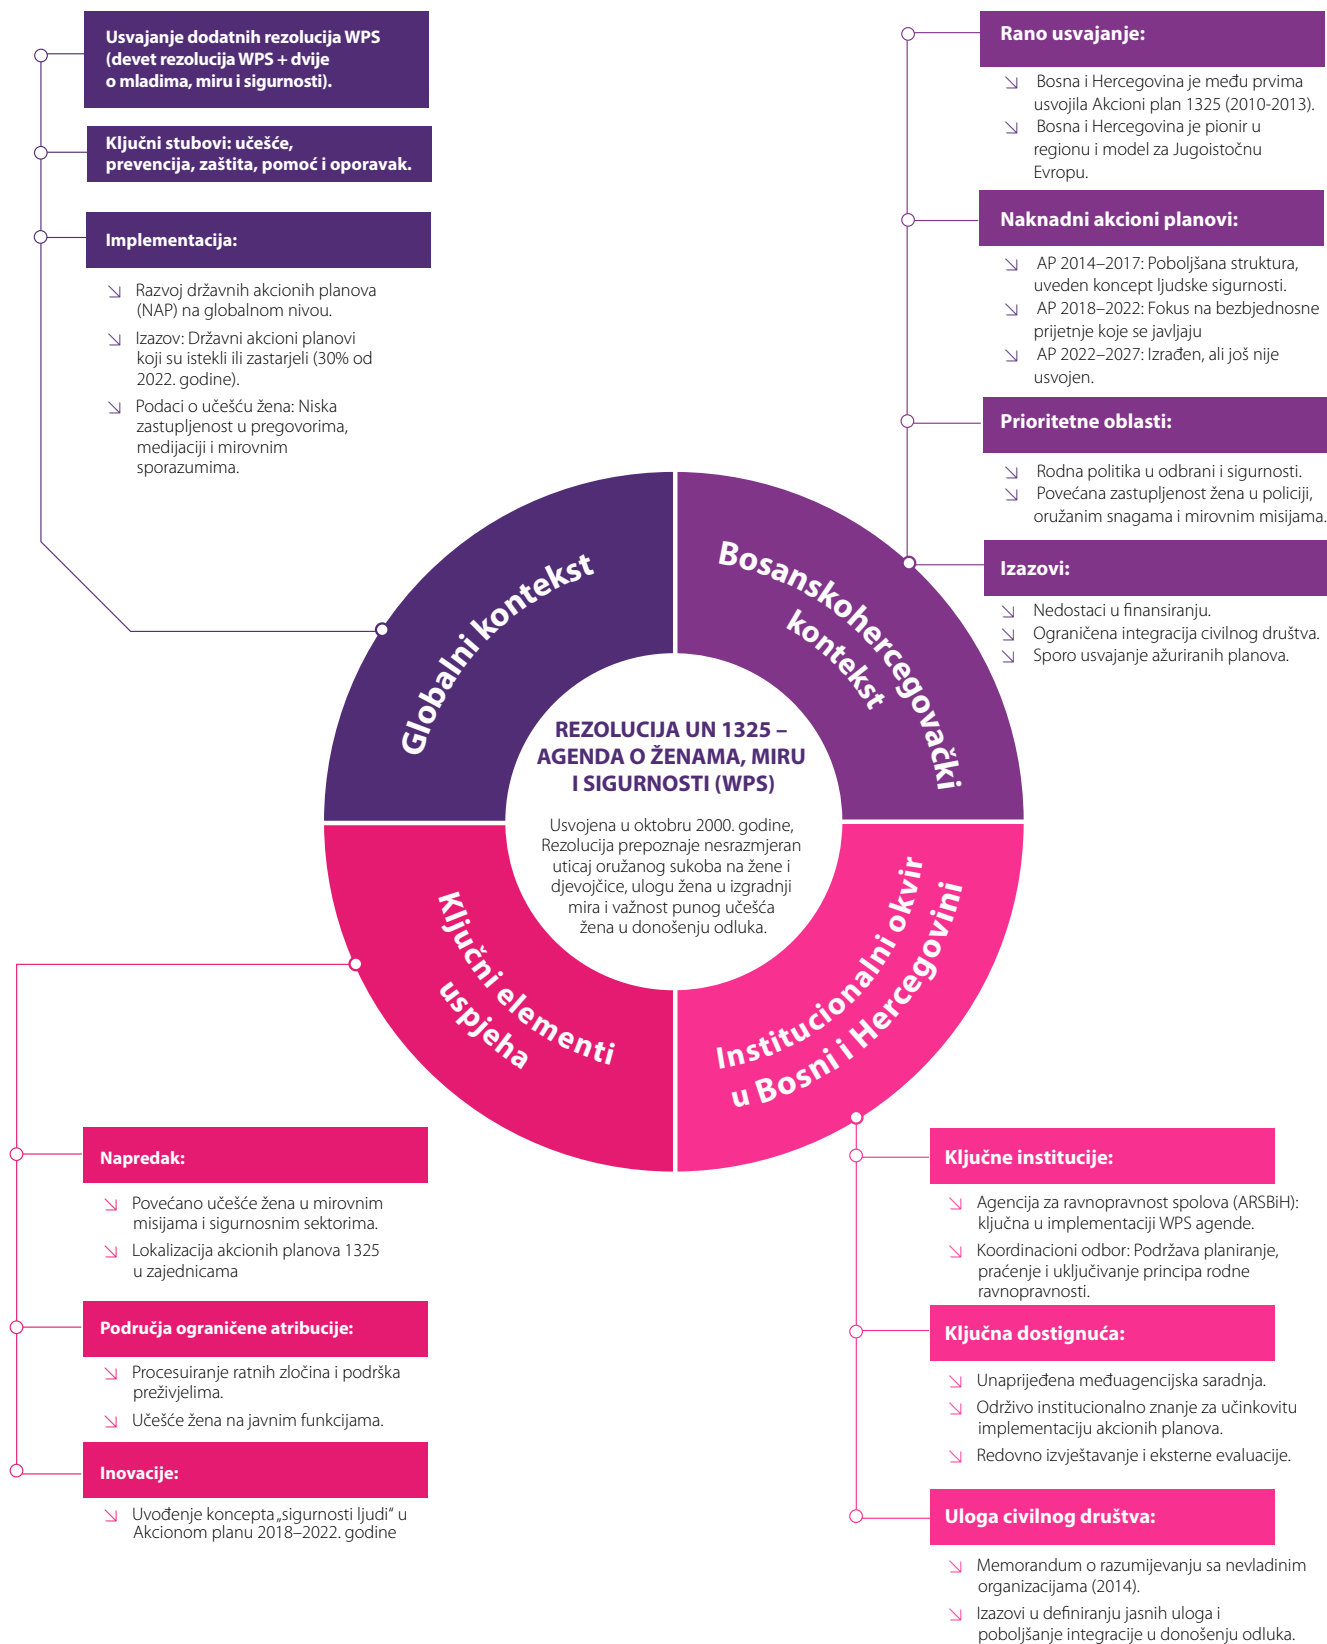 Usvajanje dodatnih rezolucija WPS
(devet rezolucija WPS + dvije
o mladima, miru i sigurnosti).
Ključni stubovi: učešće,
prevencija, zaštita, pomoć i oporavak.
Implementacija:
Razvoj državnih akcionih planova
(NAP) na globalnom nivou.
Izazov: Državni akcioni planovi
koji su istekli ili zastarjeli (30% od
2022. godine).
Podaci o učešću žena: Niska
zastupljenost u pregovorima,
medijaciji i mirovnim
sporazumima.
Rano usvajanje:
Bosna i Hercegovina je među prvima
usvojila Akcioni plan 1325 (2010-2013).
Bosna i Hercegovina je pionir u
regionu i model za Jugoistočnu
Evropu.
Naknadni akcioni planovi:
AP 2014–2017: Poboljšana struktura,
uveden koncept ljudske sigurnosti.
AP 2018–2022: Fokus na bezbjednosne
prijetnje koje se javljaju
AP 2022–2027: Izrađen, ali još nije
usvojen.
Prioritetne oblasti:
Rodna politika u odbrani i sigurnosti.
Povećana zastupljenost žena u policiji,
oružanim snagama i mirovnim misijama.
Izazovi:
Nedostaci u finansiranju.
Ograničena integracija civilnog društva.
Sporo usvajanje ažuriranih planova.
Globalni kontekst
Bosanskohercegovački
kontekst
REZOLUCIJA UN 1325 –
AGENDA O ŽENAMA, MIRU
I SIGURNOSTI (WPS)
Usvojena u oktobru 2000. godine,
Rezolucija prepoznaje nesrazmjeran
uticaj oružanog sukoba na žene i
djevojčice, ulogu žena u izgradnji
mira i važnost punog učešća
žena u donošenju odluka.
Ključni elementi
uspjeha
Institucionalni okvir
u Bosni i Hercegovini
Napredak:
Povećano učešće žena u mirovnim
misijama i sigurnosnim sektorima.
Lokalizacija akcionih planova 1325
u zajednicama
Područja ograničene atribucije:
Procesuiranje ratnih zločina i podrška
preživjelima.
Učešće žena na javnim funkcijama.
Inovacije:
Uvođenje koncepta „sigurnosti ljudi“ u
Akcionom planu 2018–2022. godine
Ključne institucije:
Agencija za ravnopravnost spolova (ARSBiH):
ključna u implementaciji WPS agende.
Koordinacioni odbor: Podržava planiranje,
praćenje i uključivanje principa rodne
ravnopravnosti.
Ključna dostignuća:
Unaprijeđena međuagencijska saradnja.
Održivo institucionalno znanje za učinkovitu
implementaciju akcionih planova.
Redovno izvještavanje i eksterne evaluacije.
Uloga civilnog društva:
Memorandum o razumijevanju sa nevladinim
organizacijama (2014).
Izazovi u definiranju jasnih uloga i
poboljšanje integracije u donošenju odluka.